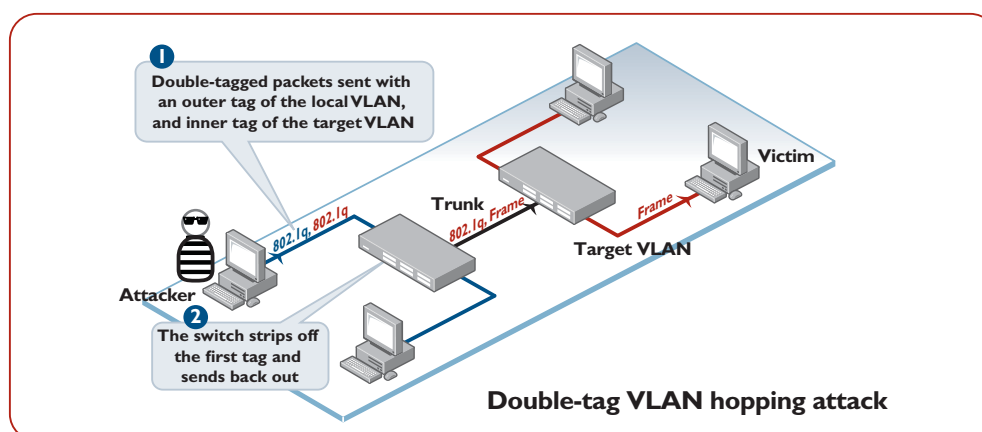 1
Double-tagged packets sent with
an outer tag of the local VLAN,
and inner tag of the target VLAN
Victim
Trunk
802.1q, 802.1q
802.1q, Frame
Frame
Target VLAN
Attacker
2
The switch strips off
the first tag and
sends back out
Double-tag VLAN hopping attack